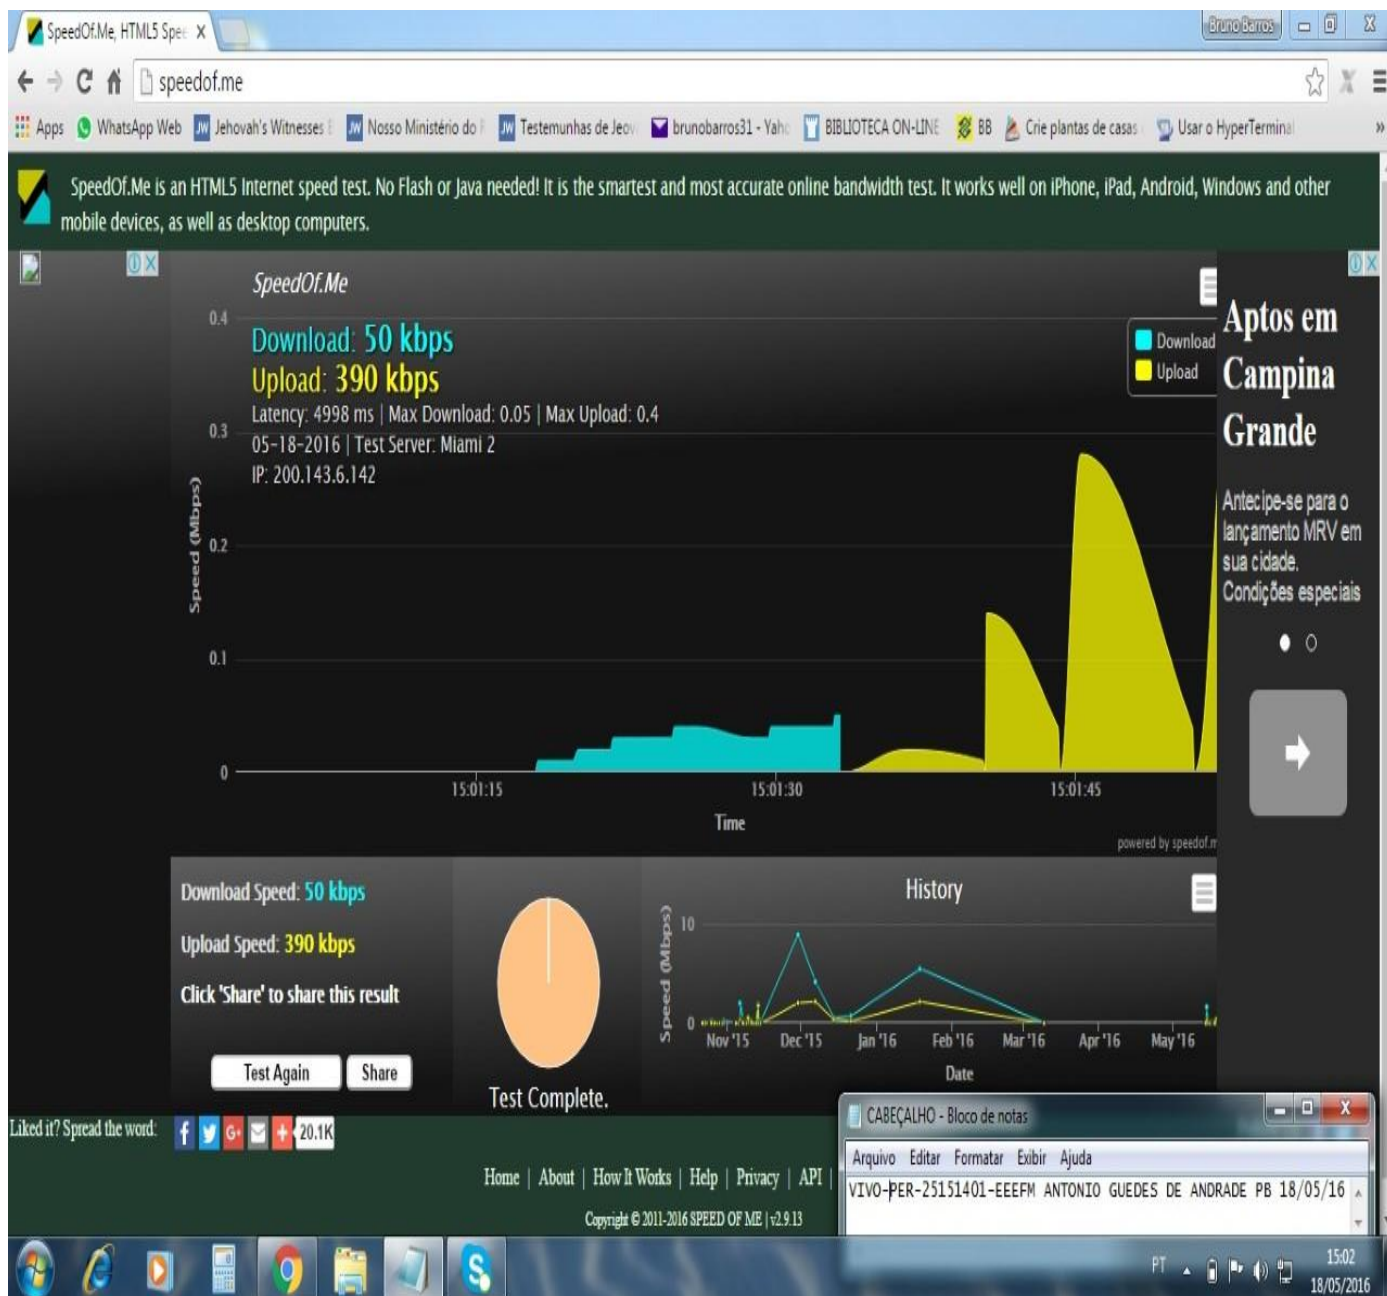 SpeedOf.Me, HTML5 Spee
Bruno Barros
speedof.me
Apps WhatsApp Web Jehovah's Witnesses Nosso Ministério do Testemunhas de Jeov brunobarros31 - Yaho BIBLIOTECA ON-LINE BB Crie plantas de casas Usar o HyperTerminal »
SpeedOf.Me is an HTML5 Internet speed test. No Flash or Java needed! It is the smartest and most accurate online bandwidth test. It works well on iPhone, iPad, Android, Windows and other
mobile devices, as well as desktop computers.
SpeedOf.Me
Download: 50 kbps
Upload: 390 kbps
Latency: 4998 ms | Max Download: 0.05 | Max Upload: 0.4
05-18-2016 | Test Server: Miami 2
IP: 200.143.6.142
Download
Upload
Speed (Mbps)
0.4
0.3
0.2
0.1
0
15:01:15 15:01:30 15:01:45
Time
powered by speedof.m
Aptos em
Campina
Grande
Antecipe-se para o
lançamento MRV em
sua cidade.
Condições especiais
Download Speed: 50 kbps
Upload Speed: 390 kbps
Click 'Share' to share this result
Test Again Share
Test Complete.
History
Speed (Mbps)
10
0
Nov '15 Dec '15 Jan '16 Feb '16 Mar '16 Apr '16 May '16
Date
Liked it? Spread the word: 20.1K
Home | About | How It Works | Help | Privacy | API |
Copyright © 2011-2016 SPEED OF ME | v2.9.13
CABEÇALHO - Bloco de notas
Arquivo Editar Formatar Exibir Ajuda
VIVO-PER-25151401-EEEFM ANTONIO GUEDES DE ANDRADE PB 18/05/16
PT
15:02
18/05/2016